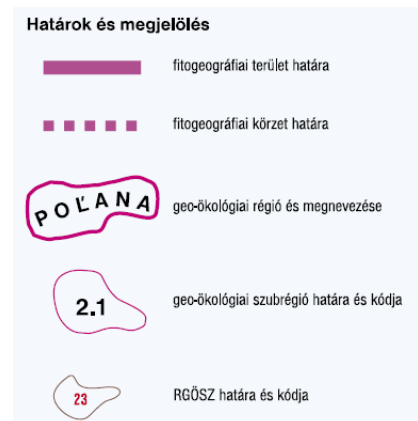 Határok és megjelölés
fitogeográfiai terület határa
fitogeográfiai körzet határa
POĽANA
geo-ökológiai régió és megnevezése
2.1
geo-ökológiai szubrégió határa és kódja
23
RGÖSZ határa és kódja